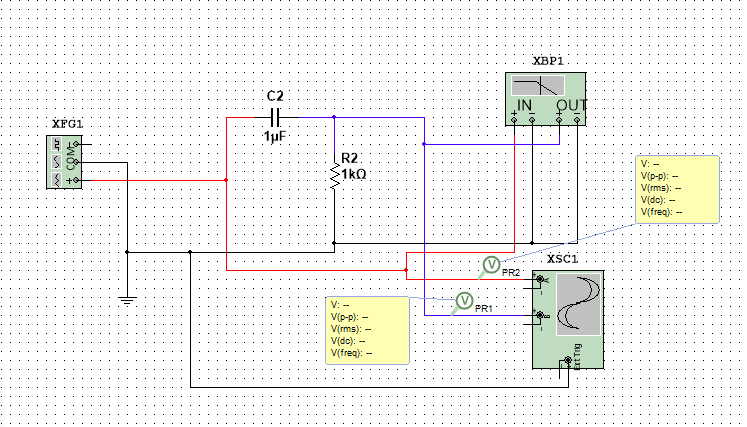 XBP1
IN OUT
C2
1µF
XFG1
COM
R2
1kΩ
V: --
V(p-p): --
V(rms): --
V(dc): --
V(freq): --
XSC1
V
PR2
A
V
PR1
B
V: --
V(p-p): --
V(rms): --
V(dc): --
V(freq): --
Ext Trig